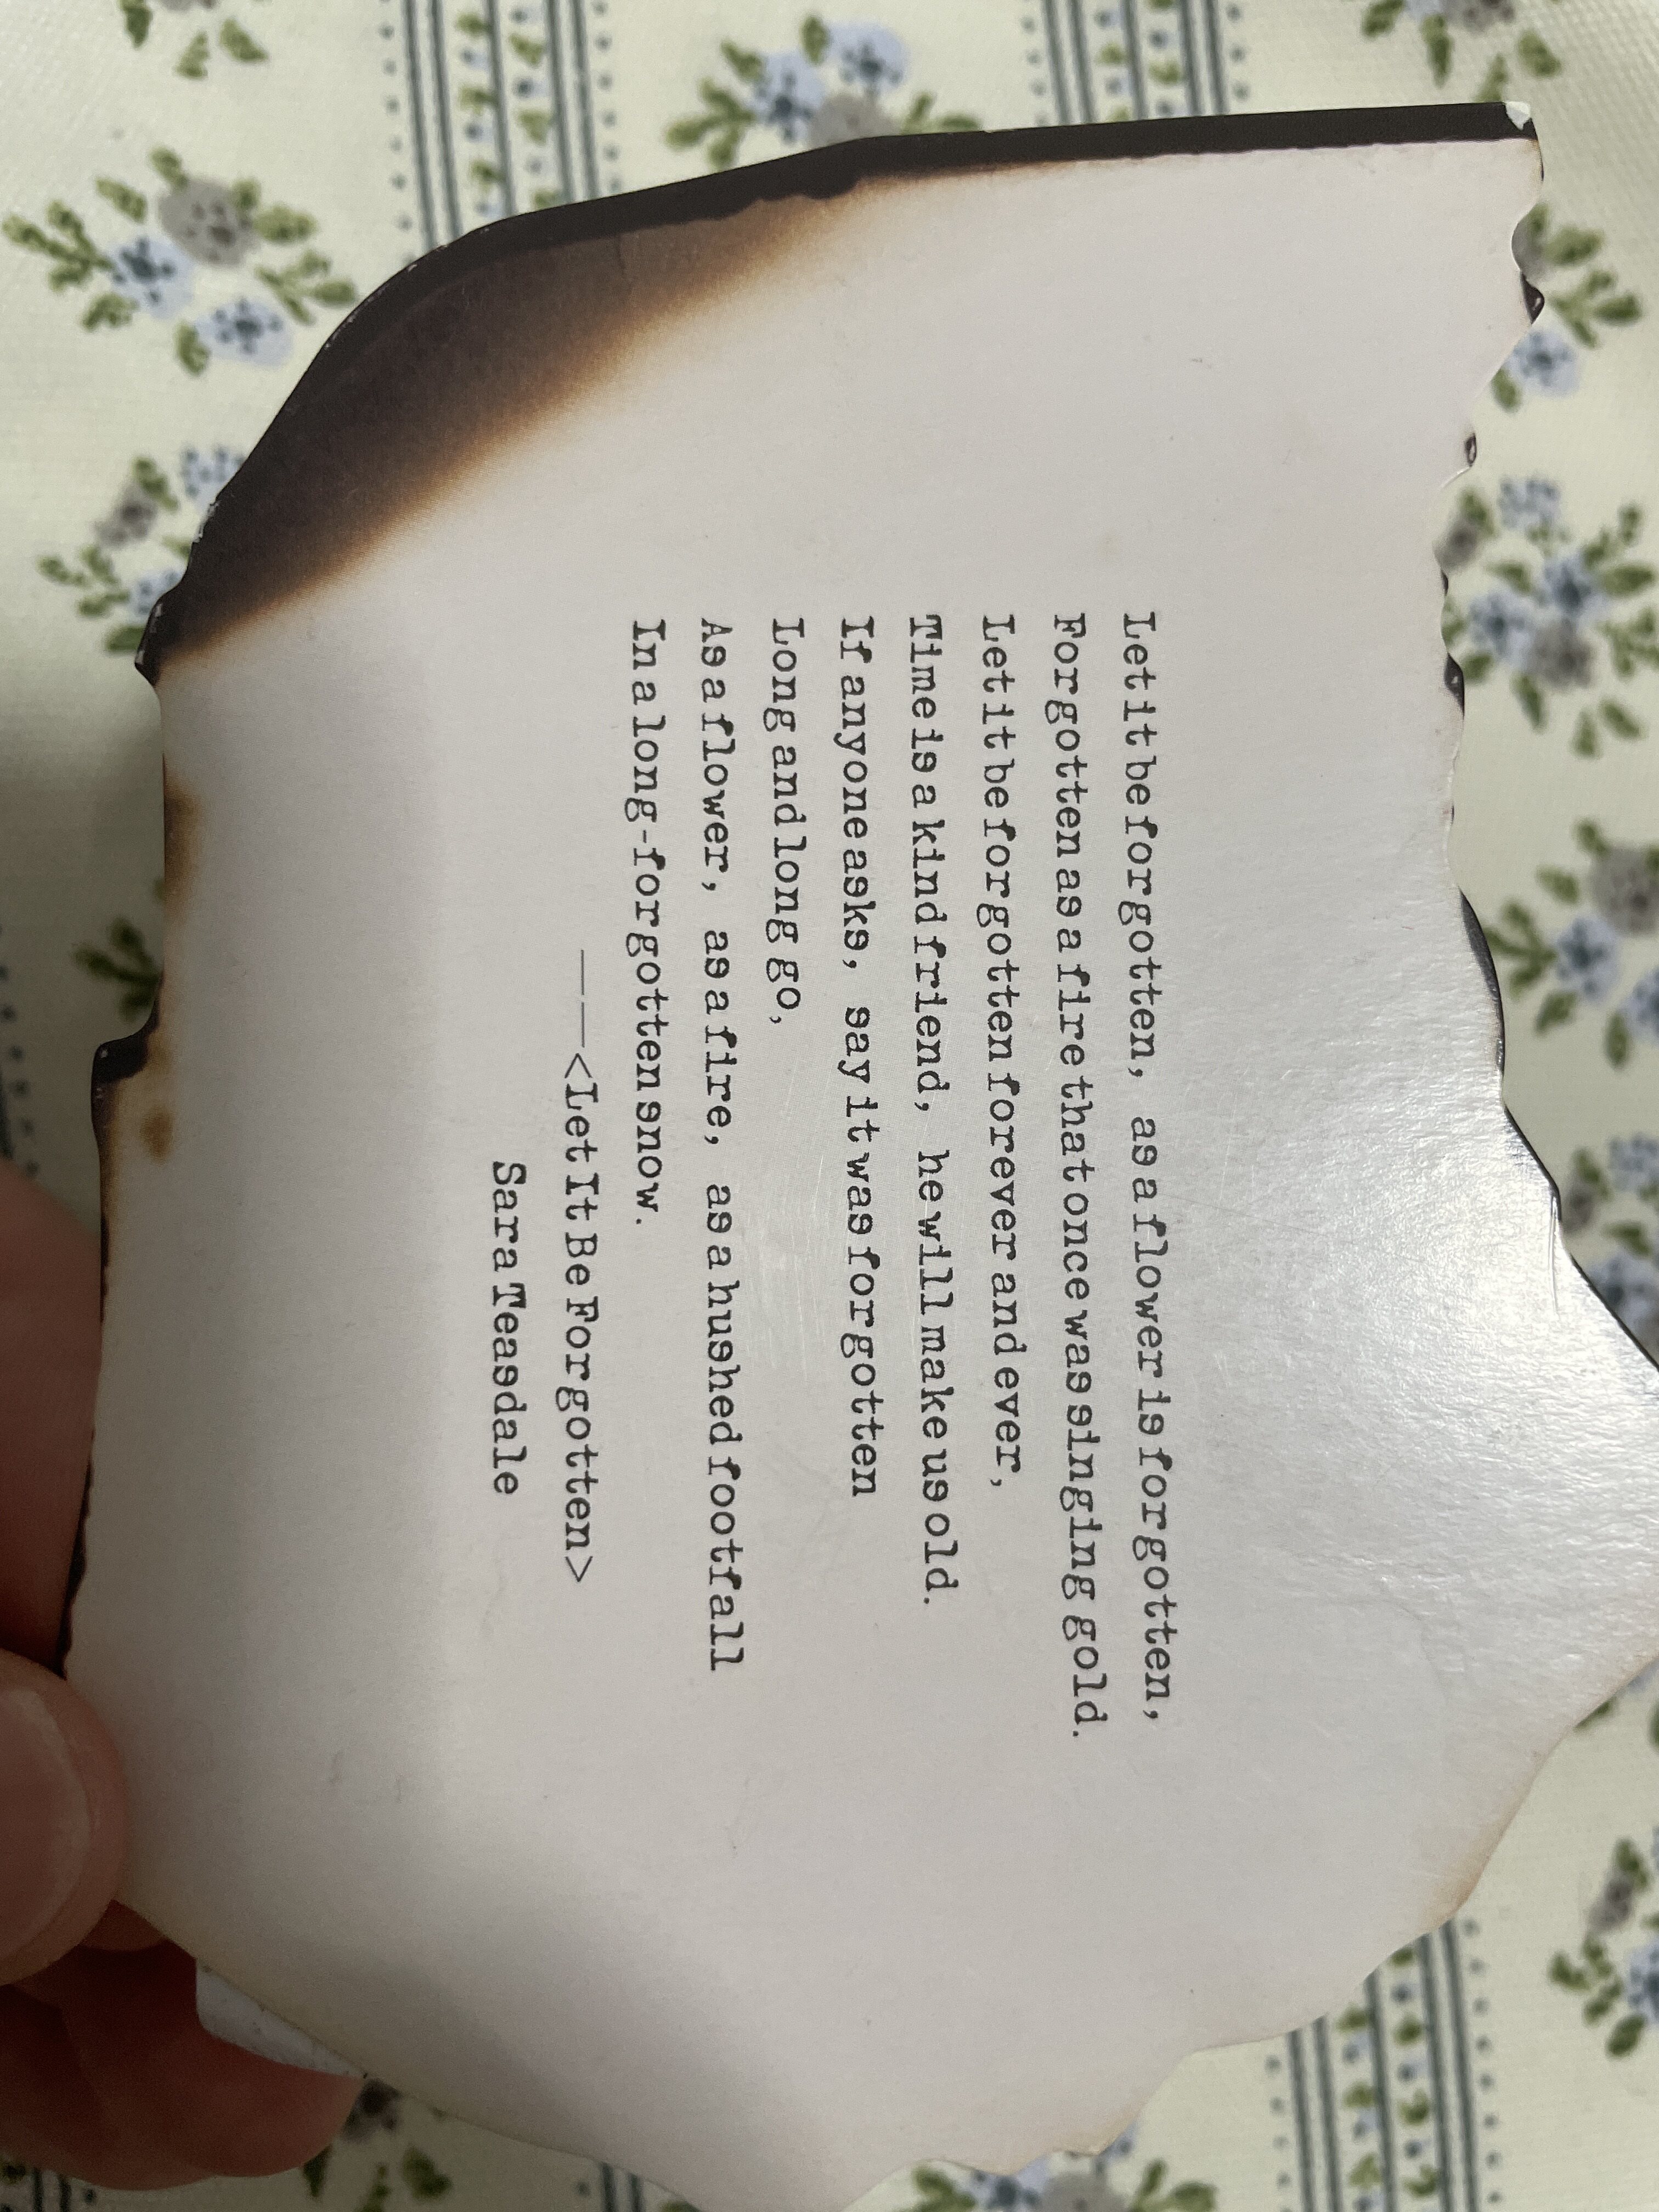 Let it be forgotten, as a flower is forgotten,
Forgotten as a fire that once was singing gold.
Let it be forgotten forever and ever,
Time is a kind friend, he will make us old.
If anyone asks, say it was forgotten
Long and long go,
As a flower, as a fire, as a hushed footfall
In a long-forgotten snow.
——<Let It Be Forgotten>
Sara Teasdale